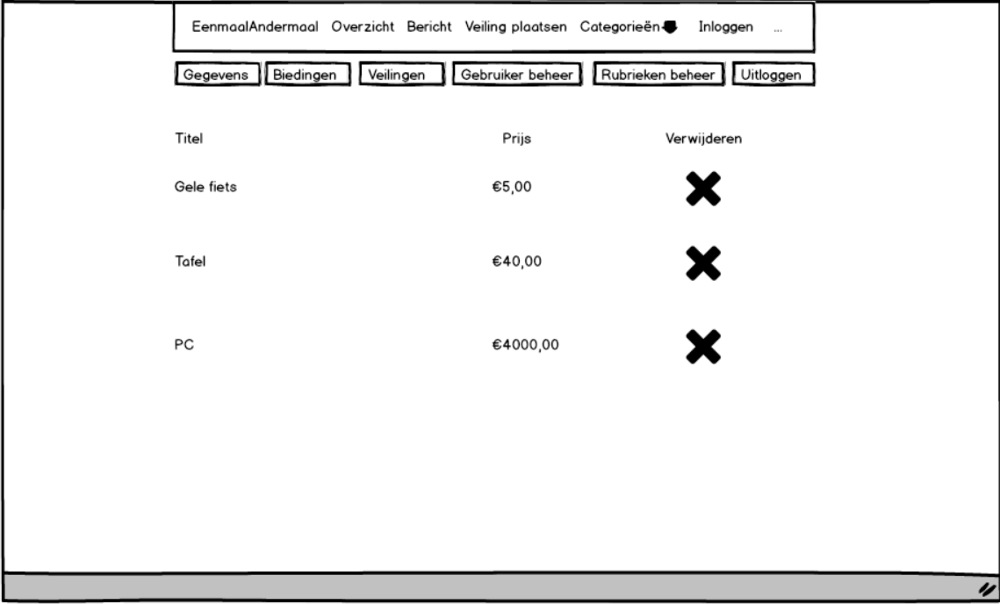 EenmaalAndermaal Overzicht Bericht Veiling plaatsen Categorieën Inloggen ...
Gegevens Biedingen Veilingen Gebruiker beheer Rubrieken beheer Uitloggen
Titel Prijs Verwijderen
Gele fiets €5,00
Tafel €40,00
PC €4000,00